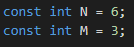 const int N = 6;
const int M = 3;